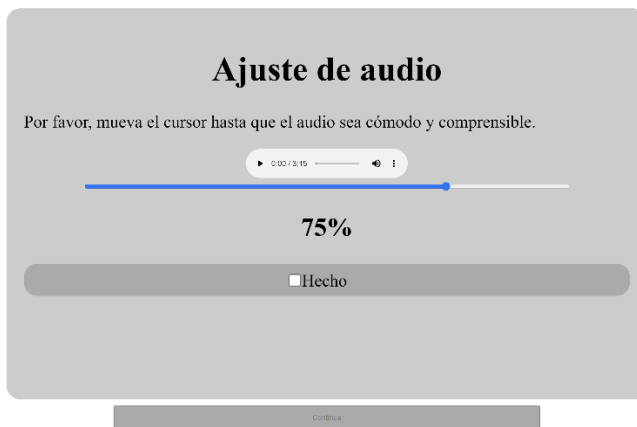 Ajuste de audio
Por favor, mueva el cursor hasta que el audio sea cómodo y comprensible.
0:00 / 3:15
75%
Hecho
Continua